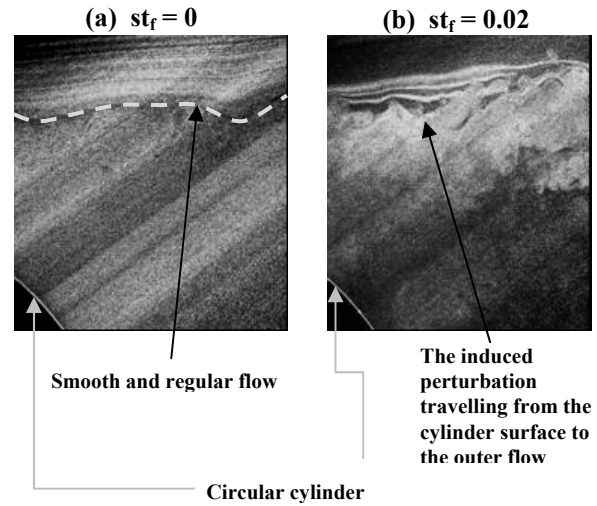 (a) st_f = 0
(b) st_f = 0.02
Smooth and regular flow
The induced
perturbation
travelling from the
cylinder surface to
the outer flow
Circular cylinder